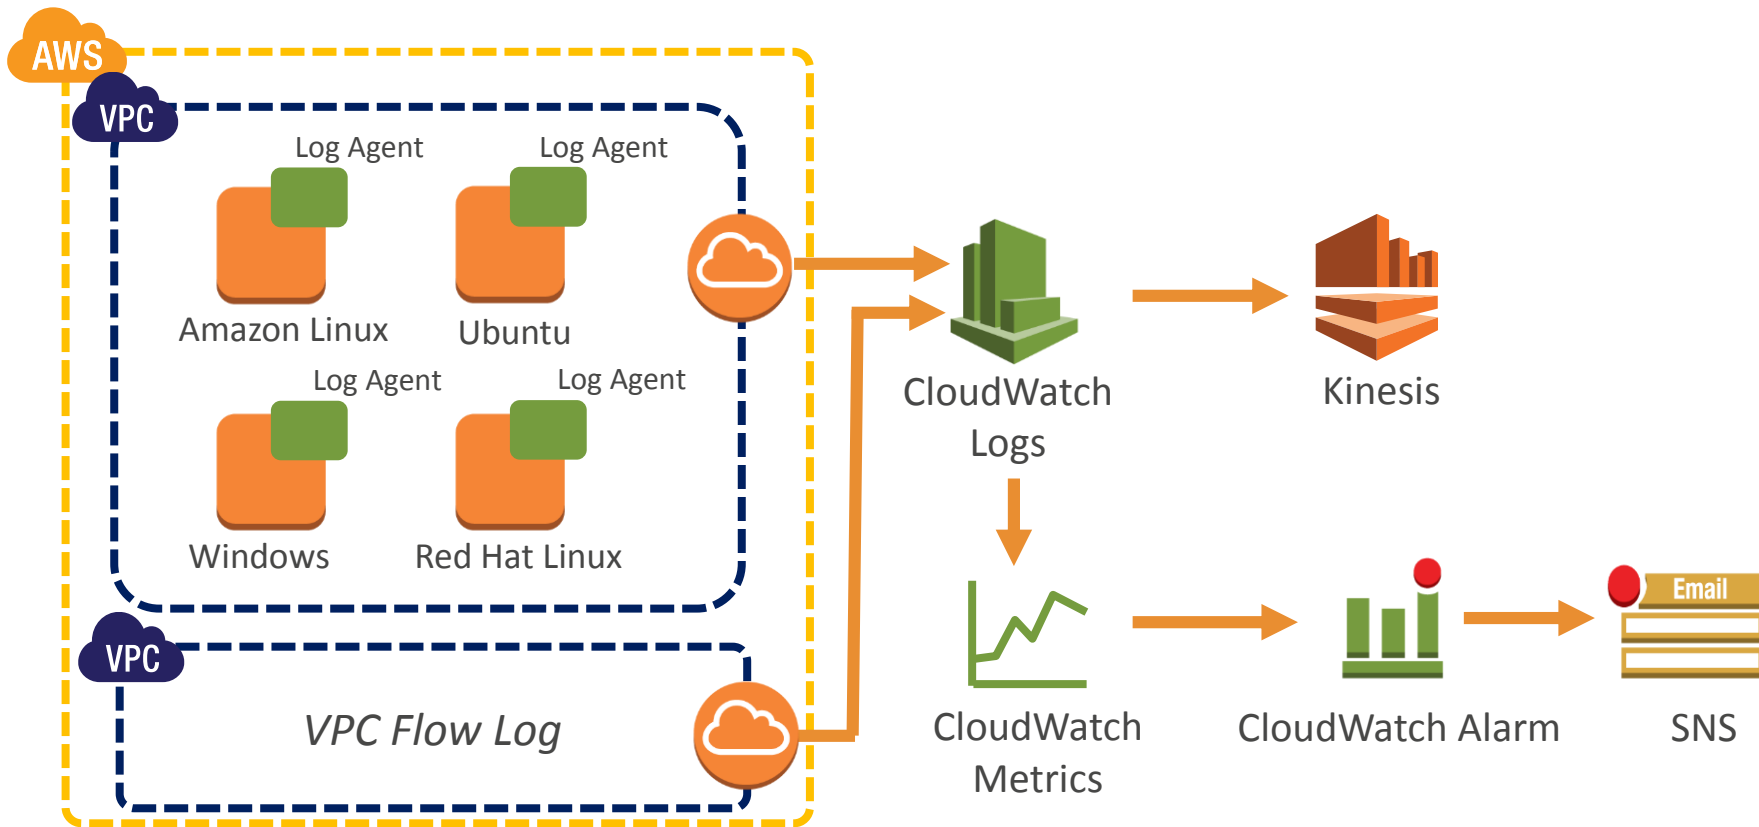 AWS
VPC
Log Agent
Log Agent
Amazon Linux
Ubuntu
Log Agent
Log Agent
Windows
Red Hat Linux
VPC
VPC Flow Log
CloudWatch
Logs
Kinesis
CloudWatch
Metrics
CloudWatch Alarm
Email
SNS